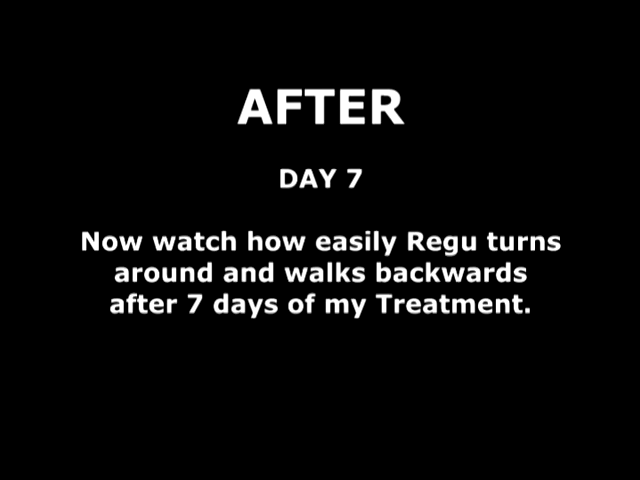 AFTER
DAY 7
Now watch how easily Regu turns
around and walks backwards
after 7 days of my Treatment.